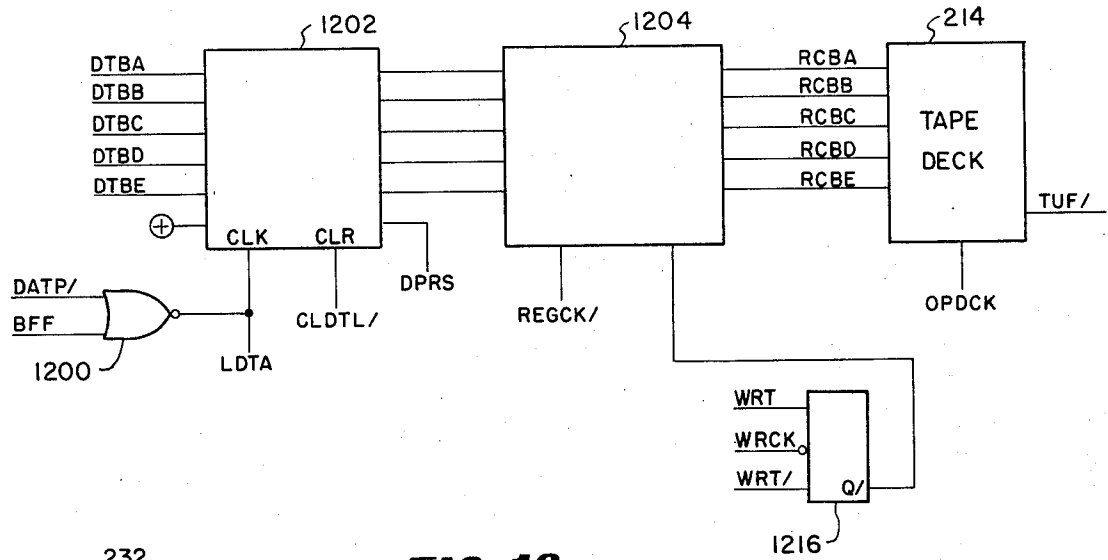 1202
1204
214
DTBA
DTBB
DTBC
DTBD
DTBE
CLK CLR
RCBA
RCBB
RCBC
RCBD
RCBE
TAPE
DECK
TUF/
DATP/
BFF
1200
LDTA
CLDTL/
DPRS
REGCK/
OPDCK
WRT
WRCK
WRT/
Q/
1216
232